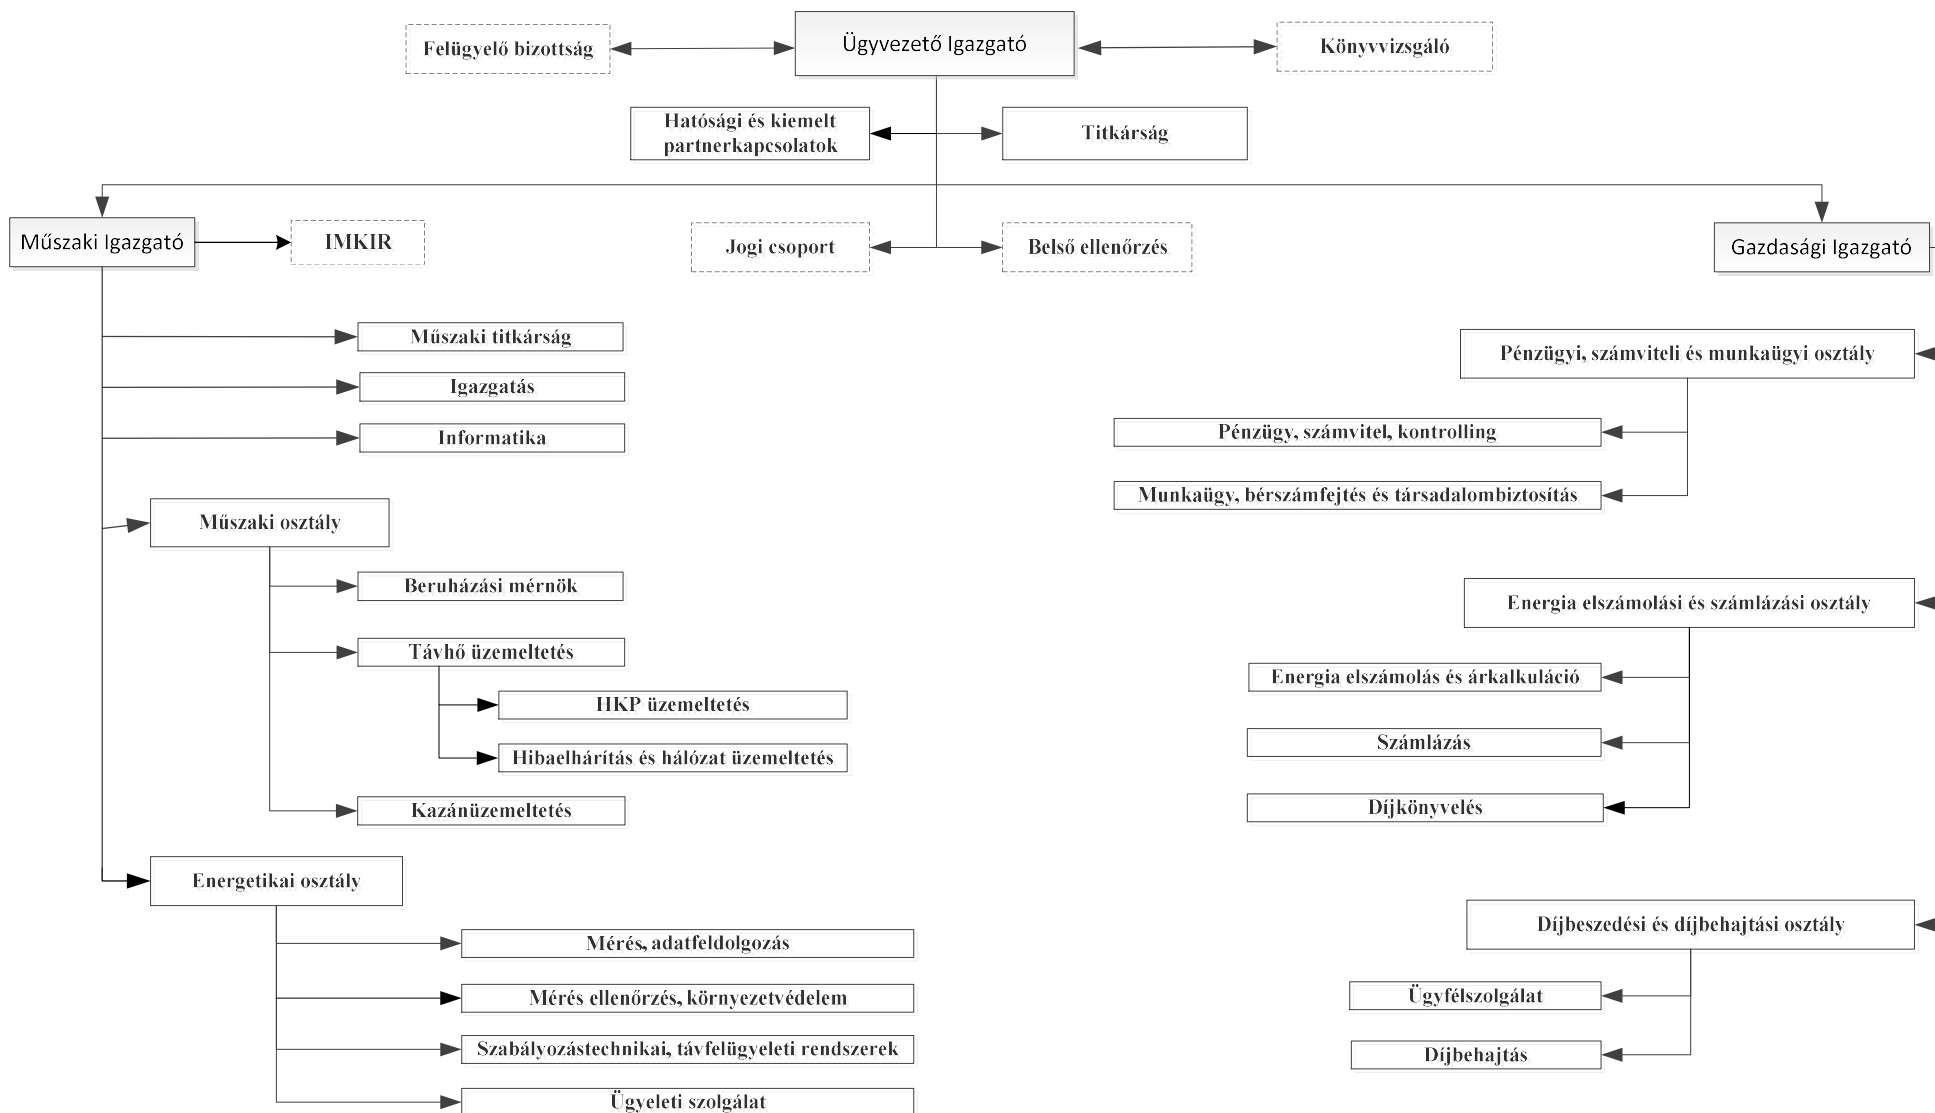 Felügyelő bizottság
Ügyvezető Igazgató
Könyvvizsgáló
Hatósági és kiemelt
partnerkapcsolatok
Titkárság
Műszaki Igazgató
IMKIR
Jogi csoport
Belső ellenőrzés
Gazdasági Igazgató
Műszaki titkárság
Igazgatás
Informatika
Műszaki osztály
Beruházási mérnök
Távhő üzemeltetés
HKP üzemeltetés
Hibaelhárítás és hálózat üzemeltetés
Kazánüzemeltetés
Energetikai osztály
Mérés, adatfeldolgozás
Mérés ellenőrzés, környezetvédelem
Szabályozástechnikai, távfelügyeleti rendszerek
Ügyeleti szolgálat
Pénzügyi, számviteli és munkaügyi osztály
Pénzügy, számvitel, kontrolling
Munkaügy, bérszámfejtés és társadalombiztosítás
Energia elszámolási és számlázási osztály
Energia elszámolás és árkalkuláció
Számlázás
Díjkönyvelés
Díjbeszedési és díjbehajtási osztály
Ügyfélszolgálat
Díjbehajtás